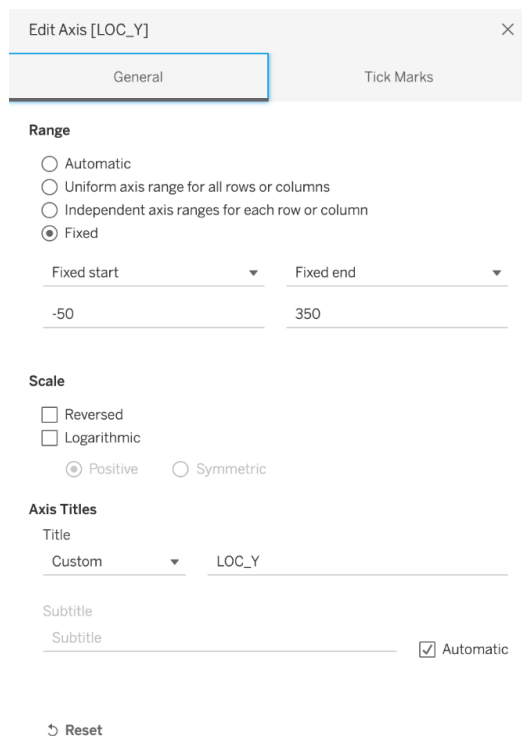 Edit Axis [LOC_Y]
General Tick Marks
Range
Automatic
Uniform axis range for all rows or columns
Independent axis ranges for each row or column
Fixed
Fixed start Fixed end
-50 350
Scale
Reversed
Logarithmic
Positive Symmetric
Axis Titles
Title
Custom LOC_Y
Subtitle
Subtitle Automatic
Reset